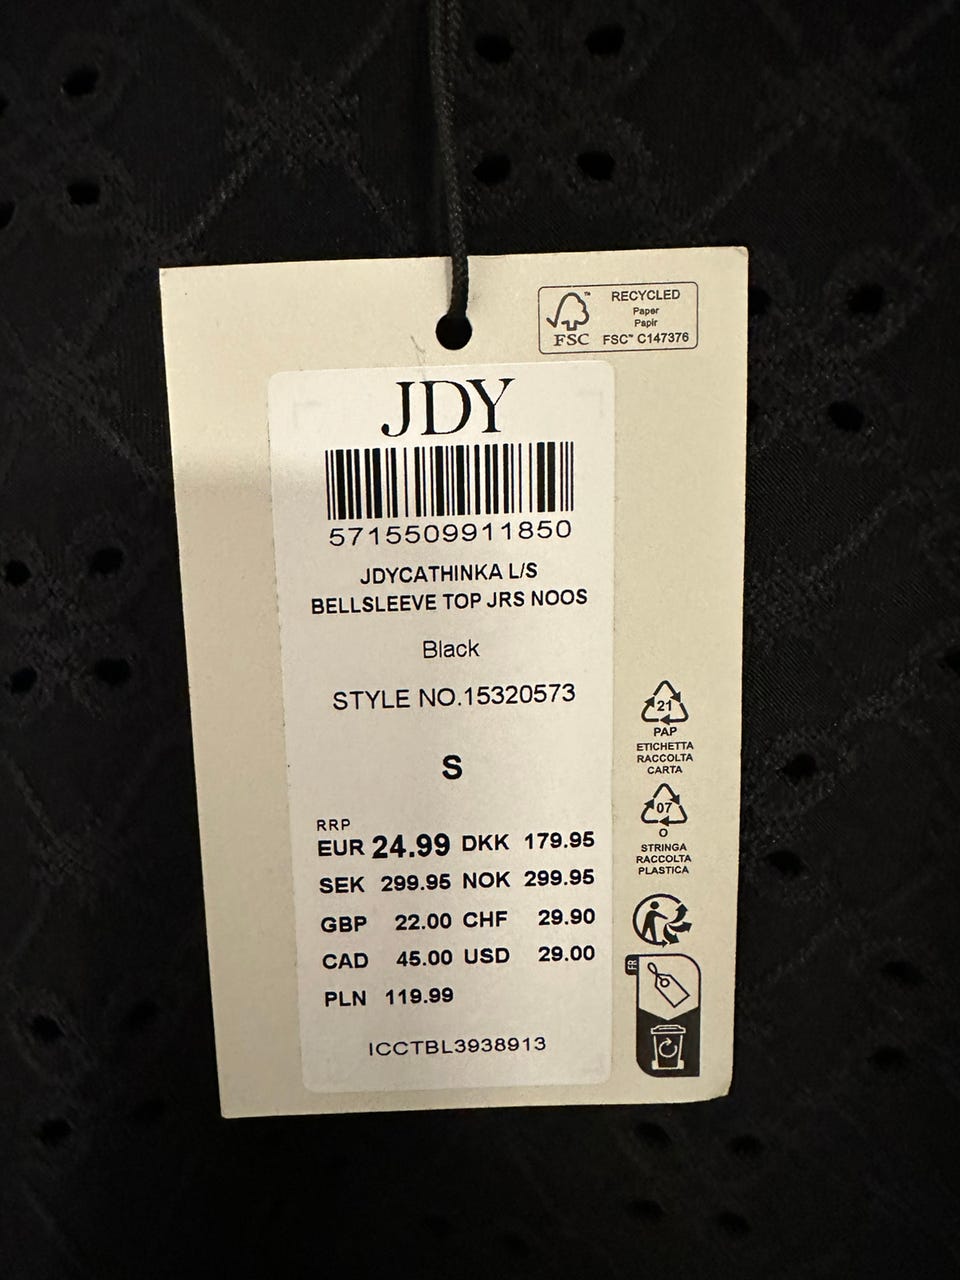 FSC™
RECYCLED
Paper
Papir
FSC™ C147376
JDY
5715509911850
JDYCATHINKA L/S
BELLSLEEVE TOP JRS NOOS
Black
STYLE NO.15320573
S
RRP
EUR 24.99 DKK 179.95
SEK 299.95 NOK 299.95
GBP 22.00 CHF 29.90
CAD 45.00 USD 29.00
PLN 119.99
ICCTBL3938913
21
PAP
ETICHETTA
RACCOLTA
CARTA
07
O
STRINGA
RACCOLTA
PLASTICA
FR